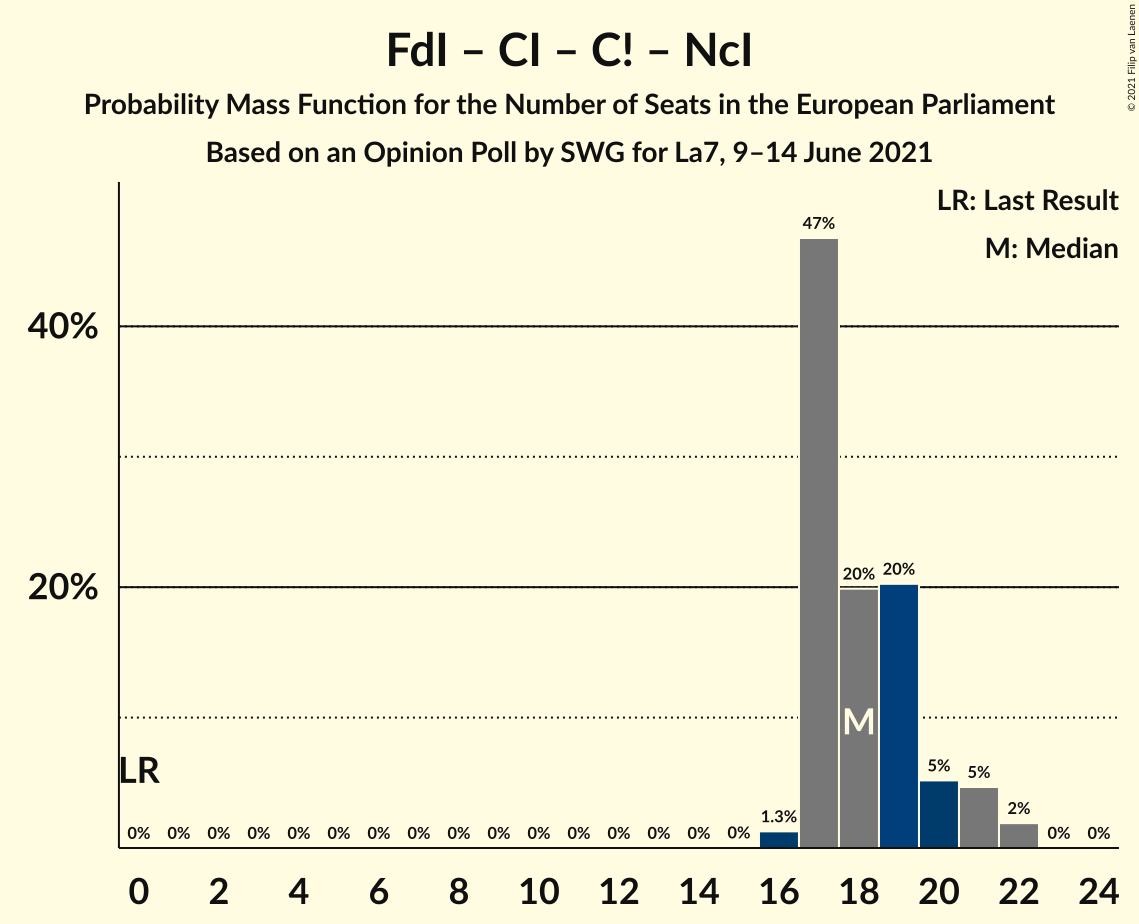 FdI – CI – C! – NcI
Probability Mass Function for the Number of Seats in the European Parliament
Based on an Opinion Poll by SWG for La7, 9–14 June 2021
© 2021 Filip van Laenen
LR: Last Result
M: Median
47%
40%
20%
20% 20%
M
LR
5% 5%
2%
1.3%
0% 0% 0% 0% 0% 0% 0% 0% 0% 0% 0% 0% 0% 0% 0% 0% 0% 0%
0 2 4 6 8 10 12 14 16 18 20 22 24